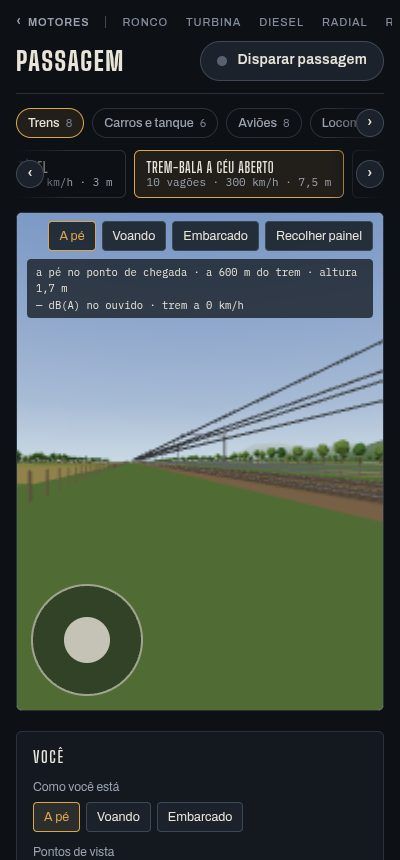 ‹ MOTORES RONCO TURBINA DIESEL RADIAL
PASSAGEM
Disparar passagem
Trens 8 Carros e tanque 6 Aviões 8
km/h · 3 m
TREM-BALA A CÉU ABERTO
10 vagões · 300 km/h · 7,5 m
A pé Voando Embarcado Recolher painel
a pé no ponto de chegada · a 600 m do trem · altura
1,7 m
— dB(A) no ouvido · trem a 0 km/h
VOCÊ
Como você está
A pé Voando Embarcado
Pontos de vista